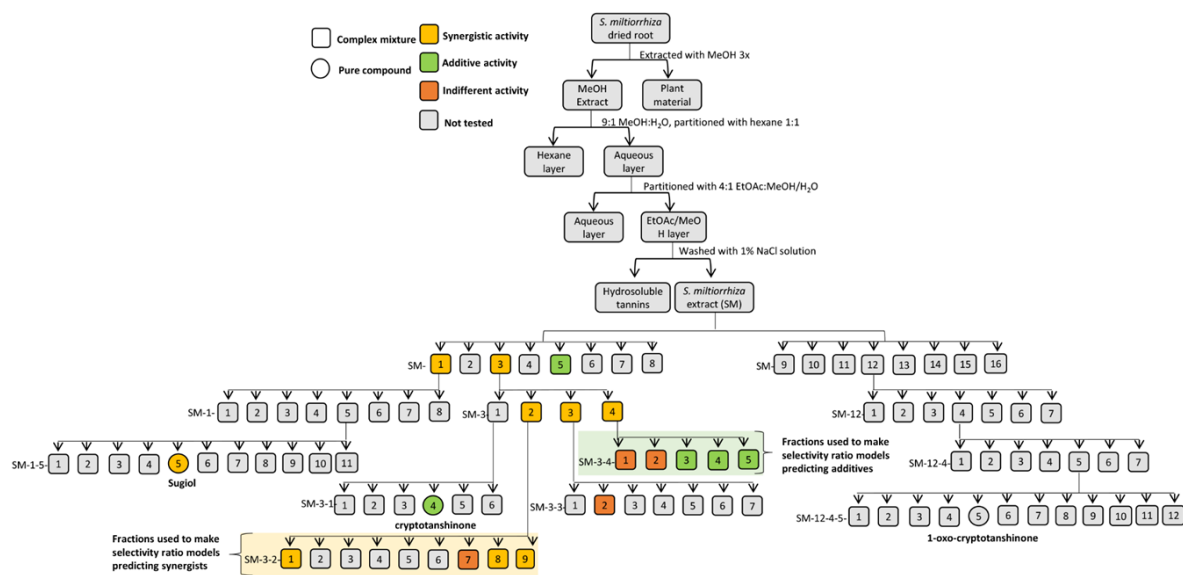 S. miltiorrhiza
dried root
Extracted with MeOH 3x
MeOH
Extract
Plant
material
9:1 MeOH:H2O, partitioned with hexane 1:1
Hexane
layer
Aqueous
layer
Partitioned with 4:1 EtOAc:MeOH/H2O
Aqueous
layer
EtOAc/MeO
H layer
Washed with 1% NaCl solution
Hydrosoluble
tannins
S. miltiorrhiza
extract (SM)
Complex mixture
Pure compound
Synergistic activity
Additive activity
Indifferent activity
Not tested
SM- 1 2 3 4 5 6 7 8
SM- 9 10 11 12 13 14 15 16
SM-1- 1 2 3 4 5 6 7 8
SM-3- 1 2 3 4
SM-12- 1 2 3 4 5 6 7
SM-1-5- 1 2 3 4 5 6 7 8 9 10 11
Sugiol
SM-3-4- 1 2 3 4 5
Fractions used to make
selectivity ratio models
predicting additives
SM-12-4- 1 2 3 4 5 6 7
SM-3-1- 1 2 3 4 5 6
cryptotanshinone
SM-3-3- 1 2 3 4 5 6 7
SM-12-4-5- 1 2 3 4 5 6 7 8 9 10 11 12
1-oxo-cryptotanshinone
Fractions used to make
selectivity ratio models
predicting synergists
SM-3-2- 1 2 3 4 5 6 7 8 9